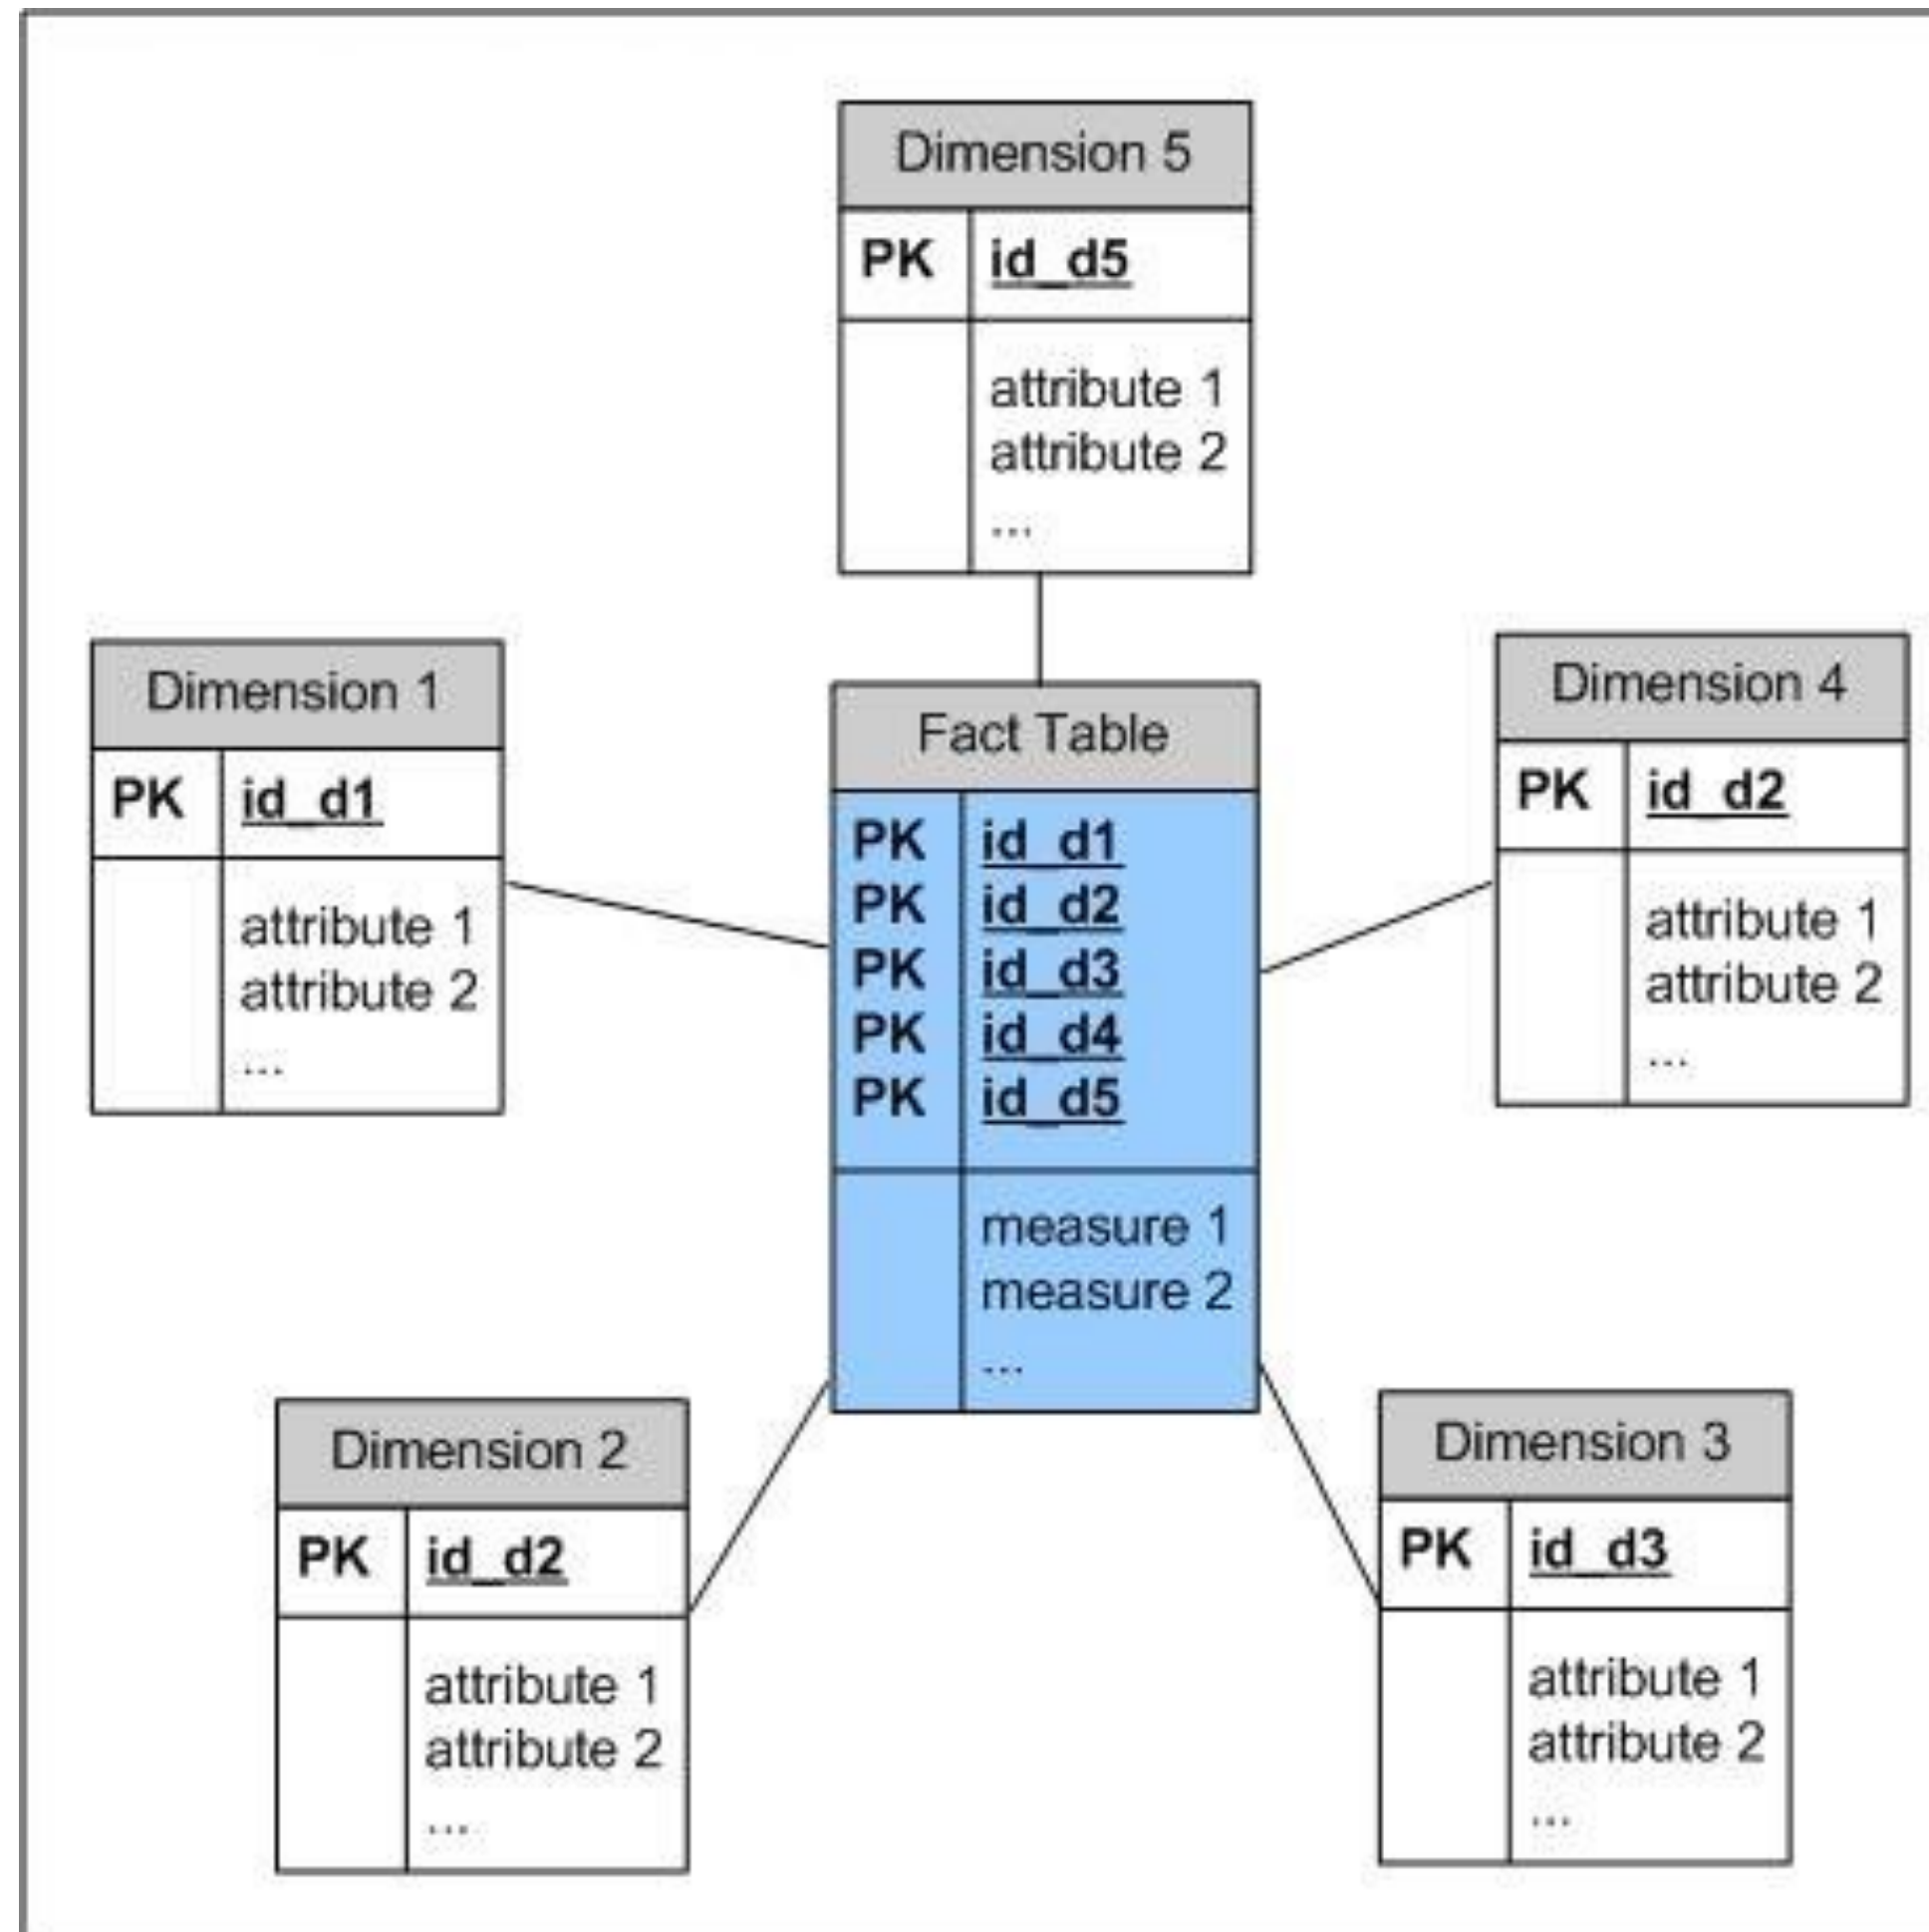 Dimension 5
PK id_d5
attribute 1
attribute 2
...
Dimension 1
PK id_d1
attribute 1
attribute 2
...
Fact Table
PK id_d1
PK id_d2
PK id_d3
PK id_d4
PK id_d5
measure 1
measure 2
...
Dimension 4
PK id_d2
attribute 1
attribute 2
...
Dimension 2
PK id_d2
attribute 1
attribute 2
...
Dimension 3
PK id_d3
attribute 1
attribute 2
...